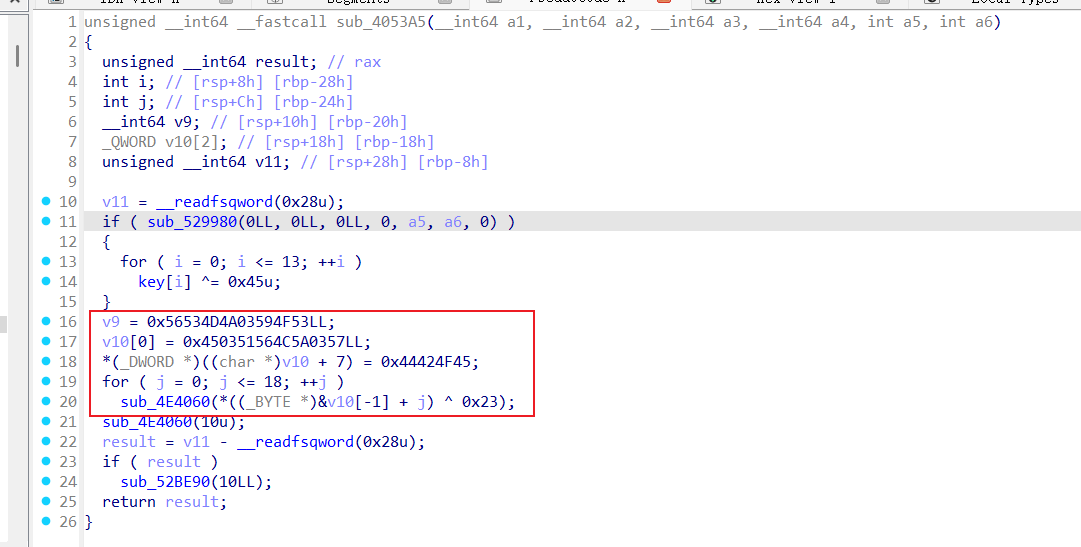 unsigned __int64 __fastcall sub_4053A5(__int64 a1, __int64 a2, __int64 a3, __int64 a4, int a5, int a6)
1
2 {
3 unsigned __int64 result; // rax
4 int i; // [rsp+8h] [rbp-28h]
5 int j; // [rsp+Ch] [rbp-24h]
6 __int64 v9; // [rsp+10h] [rbp-20h]
7 _QWORD v10[2]; // [rsp+18h] [rbp-18h]
8 unsigned __int64 v11; // [rsp+28h] [rbp-8h]
9
10 v11 = __readfsqword(0x28u);
11 if ( sub_529980(0LL, 0LL, 0LL, 0, a5, a6, 0) )
12 {
13 for ( i = 0; i <= 13; ++i )
14 key[i] ^= 0x45u;
15 }
16 v9 = 0x56534D4A03594F53LL;
17 v10[0] = 0x450351564C5A0357LL;
18 *(_DWORD *)((char *)v10 + 7) = 0x44424F45;
19 for ( j = 0; j <= 18; ++j )
20 sub_4E4060(*((_BYTE *)&v10[-1] + j) ^ 0x23);
21 sub_4E4060(10u);
22 result = v11 - __readfsqword(0x28u);
23 if ( result )
24 sub_52BE90(10LL);
25 return result;
26 }